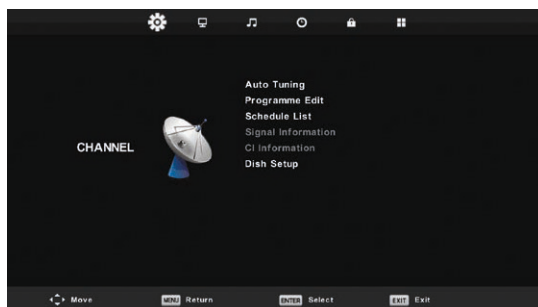 Auto Tuning
Programme Edit
Schedule List
Signal Information
CHANNEL
CI Information
Dish Setup
Move MENU Return ENTER Select EXIT Exit